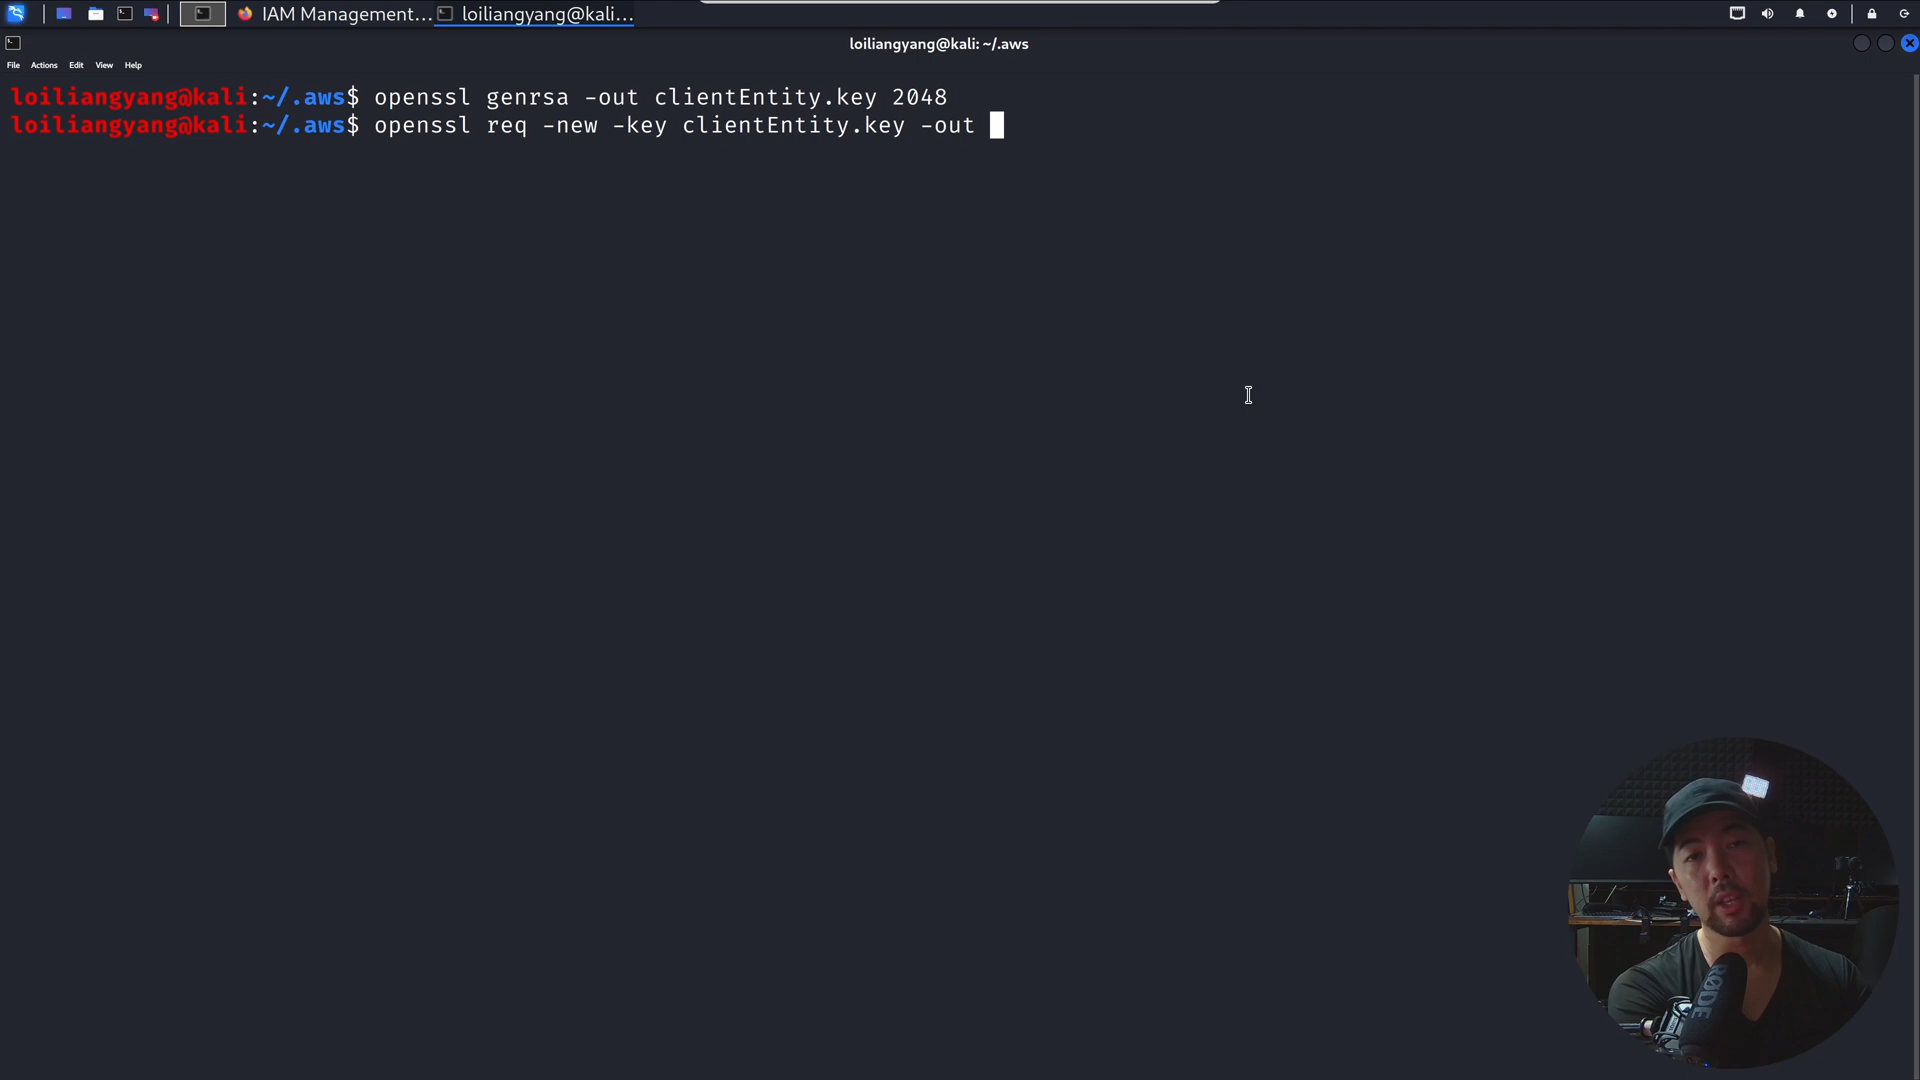 IAM Management...
loiliangyang@kali...
loiliangyang@kali: ~/.aws
File Actions Edit View Help
loiliangyang@kali:~/.aws$ openssl genrsa -out clientEntity.key 2048
loiliangyang@kali:~/.aws$ openssl req -new -key clientEntity.key -out
RØDE